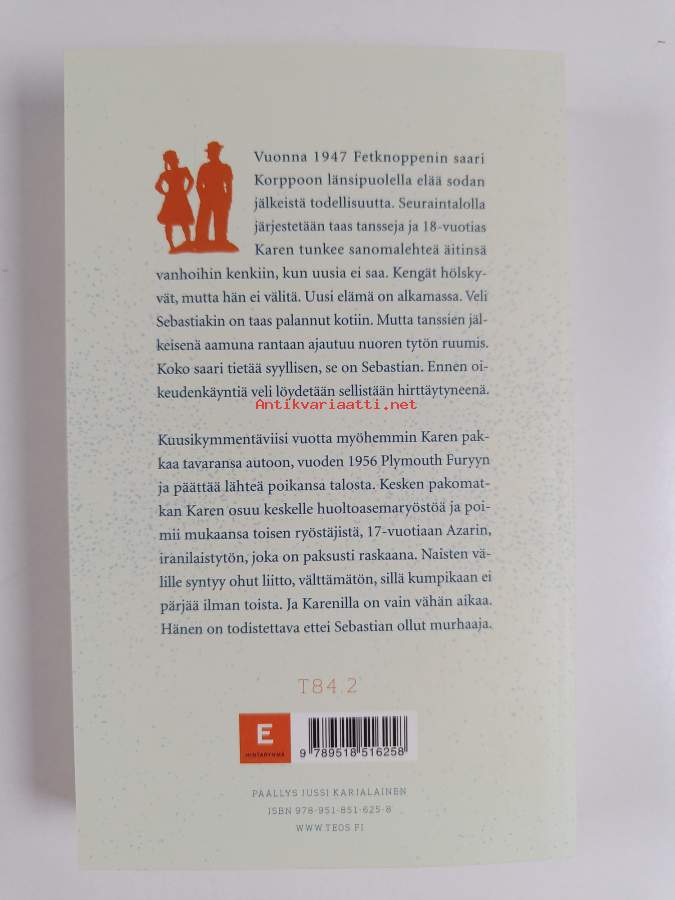 Vuonna 1947 Fetknoppenin saari
Korppoon länsipuolella elää sodan
jälkeistä todellisuutta. Seuraintalolla
järjestetään taas tansseja ja 18-vuotias
Karen tunkee sanomalehteä äitinsä
vanhoihin kenkiin, kun uusia ei saa. Kengät hölsky-
vät, mutta hän ei välitä. Uusi elämä on alkamassa. Veli
Sebastiakin on taas palannut kotiin. Mutta tanssien jäl-
keisenä aamuna rantaan ajautuu nuoren tytön ruumis.
Koko saari tietää syyllisen, se on Sebastian. Ennen oi-
keudenkäyntiä veli löydetään sellistään hirttäytyneenä.
Antikvariaatti.net
Kuusikymmentäviisi vuotta myöhemmin Karen pak-
kaa tavaransa autoon, vuoden 1956 Plymouth Furyyn
ja päättää lähteä poikansa talosta. Kesken pakomat-
kan Karen osuu keskelle huoltoasemaryöstöä ja poi-
mii mukaansa toisen ryöstäjistä, 17-vuotiaan Azarin,
iranilaistytön, joka on paksusti raskaana. Naisten vä-
lille syntyy ohut liitto, välttämätön, sillä kumpikaan ei
pärjää ilman toista. Ja Karenilla on vain vähän aikaa.
Hänen on todistettava ettei Sebastian ollut murhaaja.
T84.2
E
HINTARYHMÄ
9 789518 516258
PÄÄLLYS JUSSI KARJALAINEN
ISBN 978-951-851-625-8
WWW.TEOS.FI